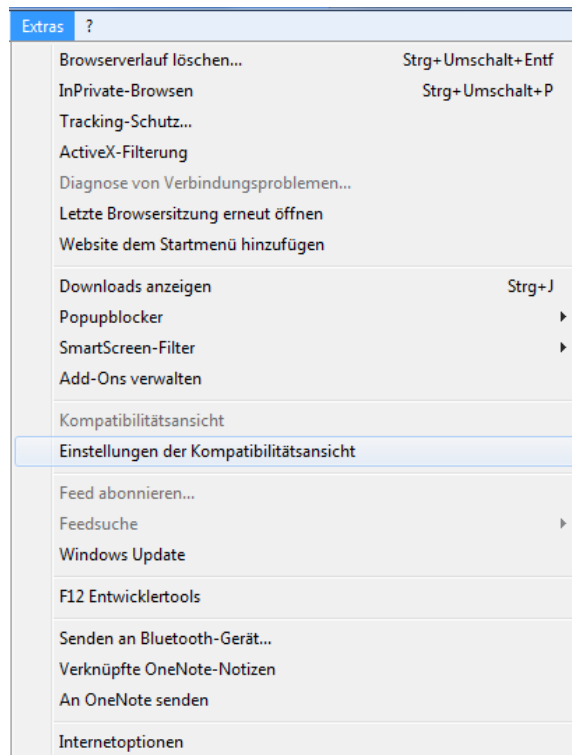 Extras ?
Browserverlauf löschen... Strg+Umschalt+Entf
InPrivate-Browsen Strg+Umschalt+P
Tracking-Schutz...
ActiveX-Filterung
Diagnose von Verbindungsproblemen...
Letzte Browsersitzung erneut öffnen
Website dem Startmenü hinzufügen
Downloads anzeigen Strg+J
Popupblocker
SmartScreen-Filter
Add-Ons verwalten
Kompatibilitätsansicht
Einstellungen der Kompatibilitätsansicht
Feed abonnieren...
Feedsuche
Windows Update
F12 Entwicklertools
Senden an Bluetooth-Gerät...
Verknüpfte OneNote-Notizen
An OneNote senden
Internetoptionen